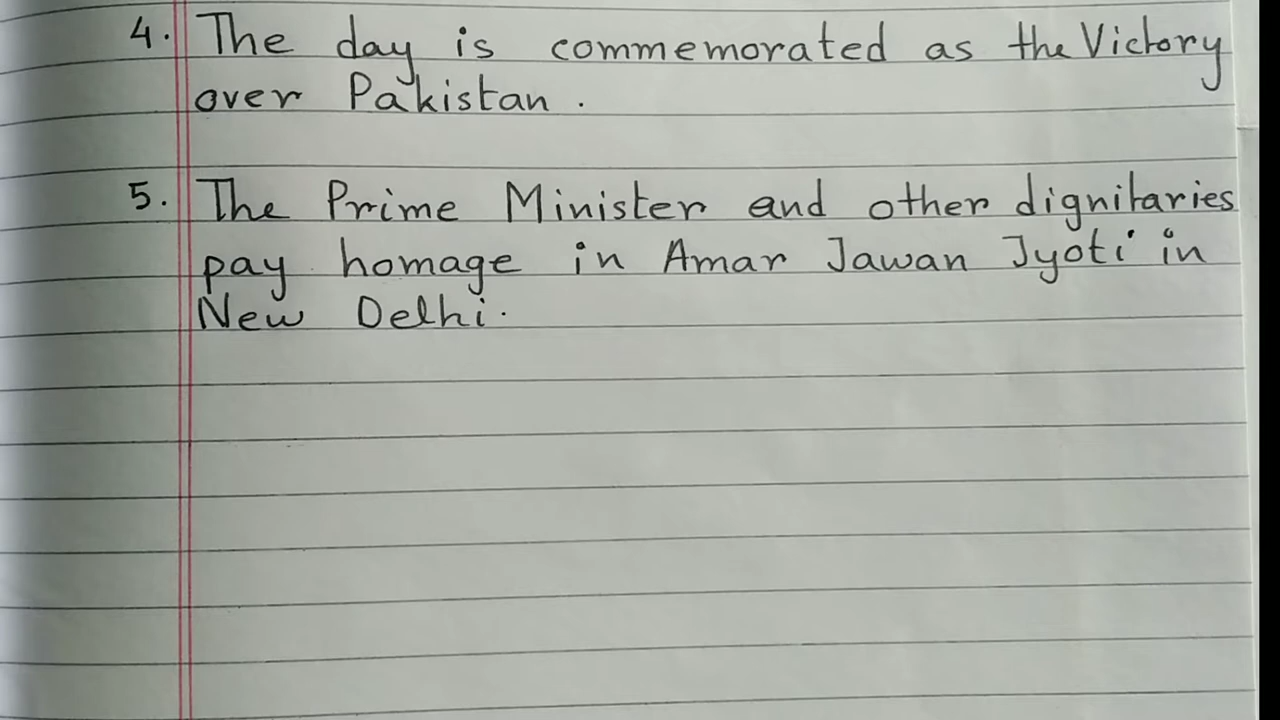 4. The day is commemorated as the Victory
over Pakistan.
5. The Prime Minister and other dignitaries
pay homage in Amar Jawan Jyoti in
New Delhi.